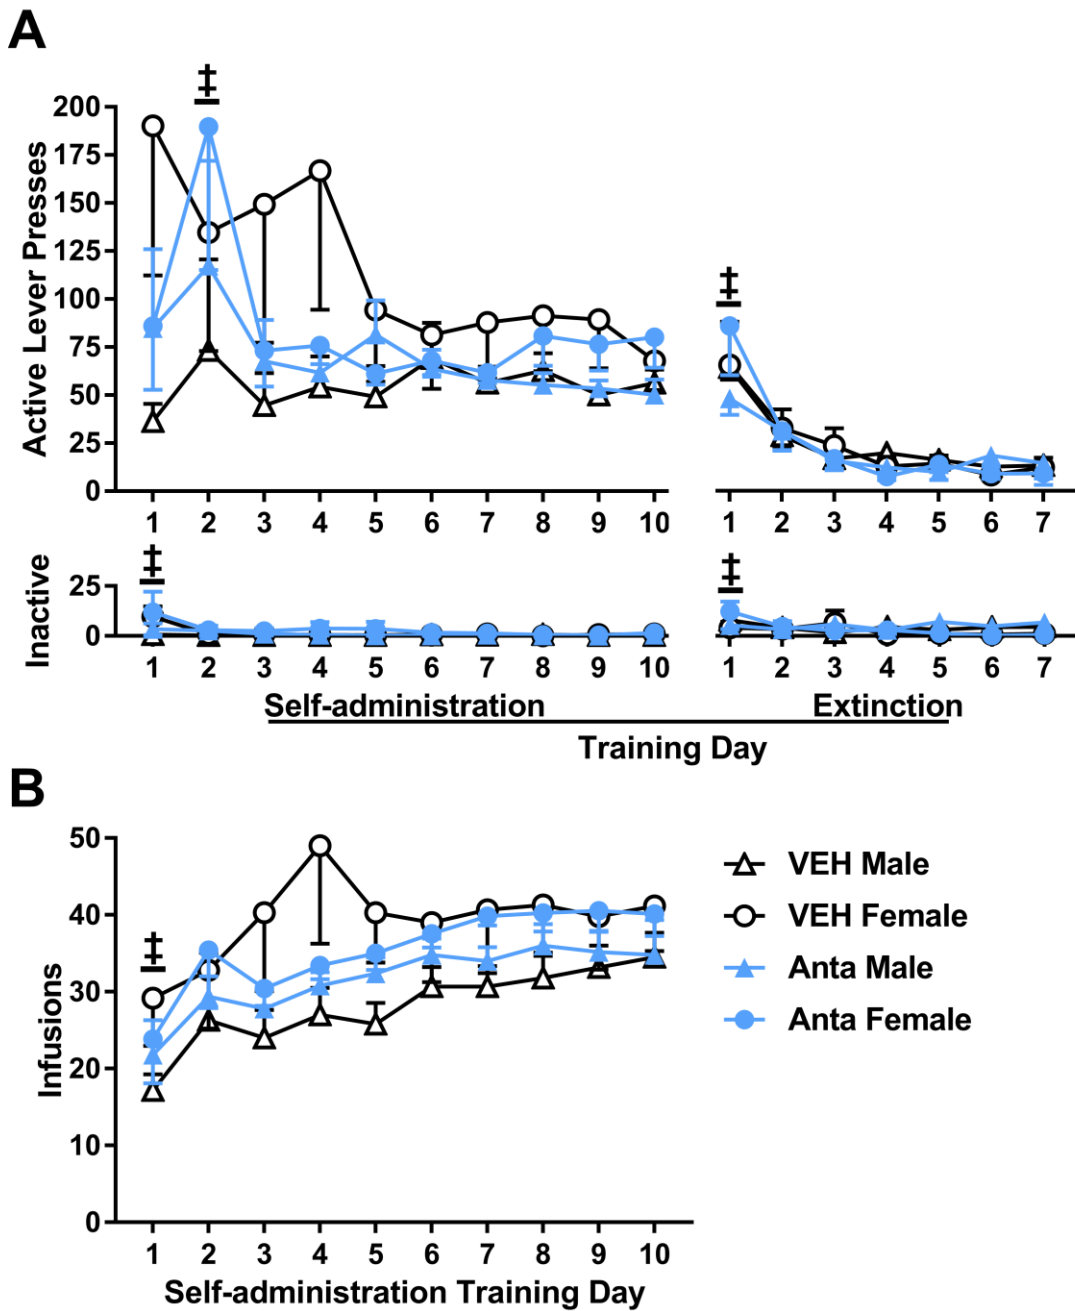 A
‡
‡
Active Lever Presses
200
175
150
125
100
75
50
25
0
1 2 3 4 5 6 7 8 9 10
1 2 3 4 5 6 7
‡
‡
Inactive
25
0
1 2 3 4 5 6 7 8 9 10
1 2 3 4 5 6 7
Self-administration
Extinction
Training Day
B
‡
Infusions
50
40
30
20
10
0
1 2 3 4 5 6 7 8 9 10
Self-administration Training Day
VEH Male
VEH Female
Anta Male
Anta Female